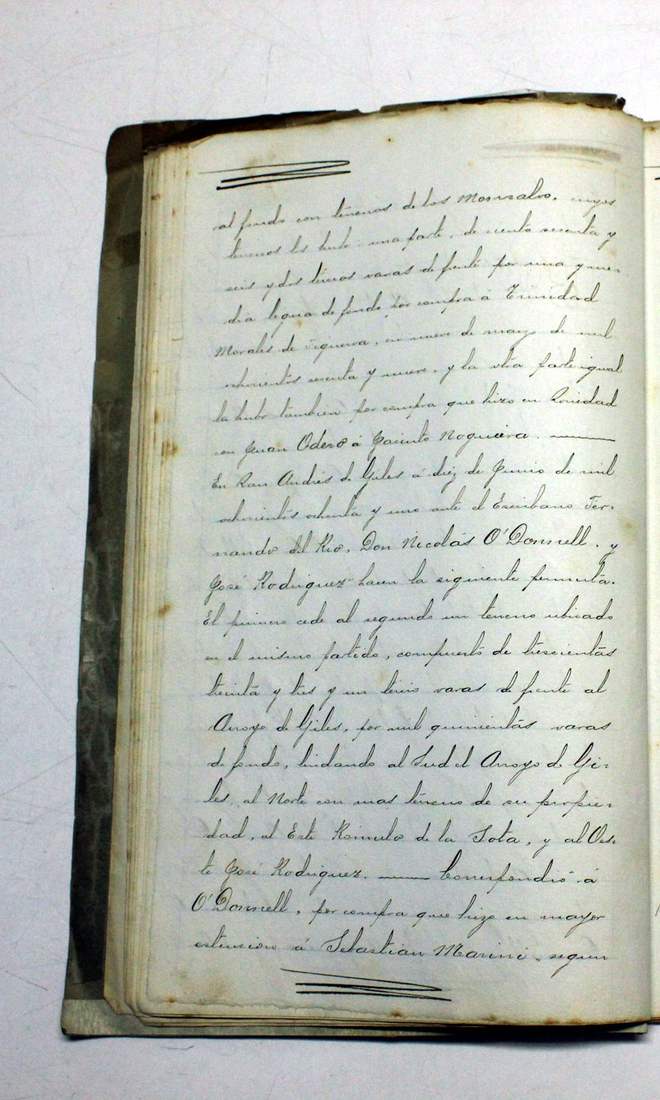 al fondo con terrenos de los Monsalvo, cuyos
terrenos los hubo: una parte, de ciento sesenta y
seis y dos tercios varas de frente por una y me-
dia legua de fondo por compra á Trinidad
Morales de Figueroa, en nueve de mayo de mil
ochocientos sesenta y nueve, y la otra parte igual
la hubo tambien por compra que hizo en Sociedad
con Juan Odero á Jacinto Noguera.
En San Andrés de Giles á diez de Junio de mil
ochocientos ochenta y uno ante el Escribano Fer-
nando del Rio, Don Nicolás O'Donnell, y
José Rodriguez hacen la siguiente permuta.
El primero cede al segundo un terreno ubicado
en el mismo partido, compuesto de trescientas
treinta y tres y un tercio varas de frente al
Arroyo de Giles, por mil quinientas varas
de fondo, lindando al Sud el Arroyo de Gi-
les, al Norte con mas terreno de su propie-
dad, al Este Rómulo de la Sota, y al Oes-
te José Rodriguez. Correspondió á
O'Donnell, por compra que hizo en mayor
estension á Sebastian Marini, segun